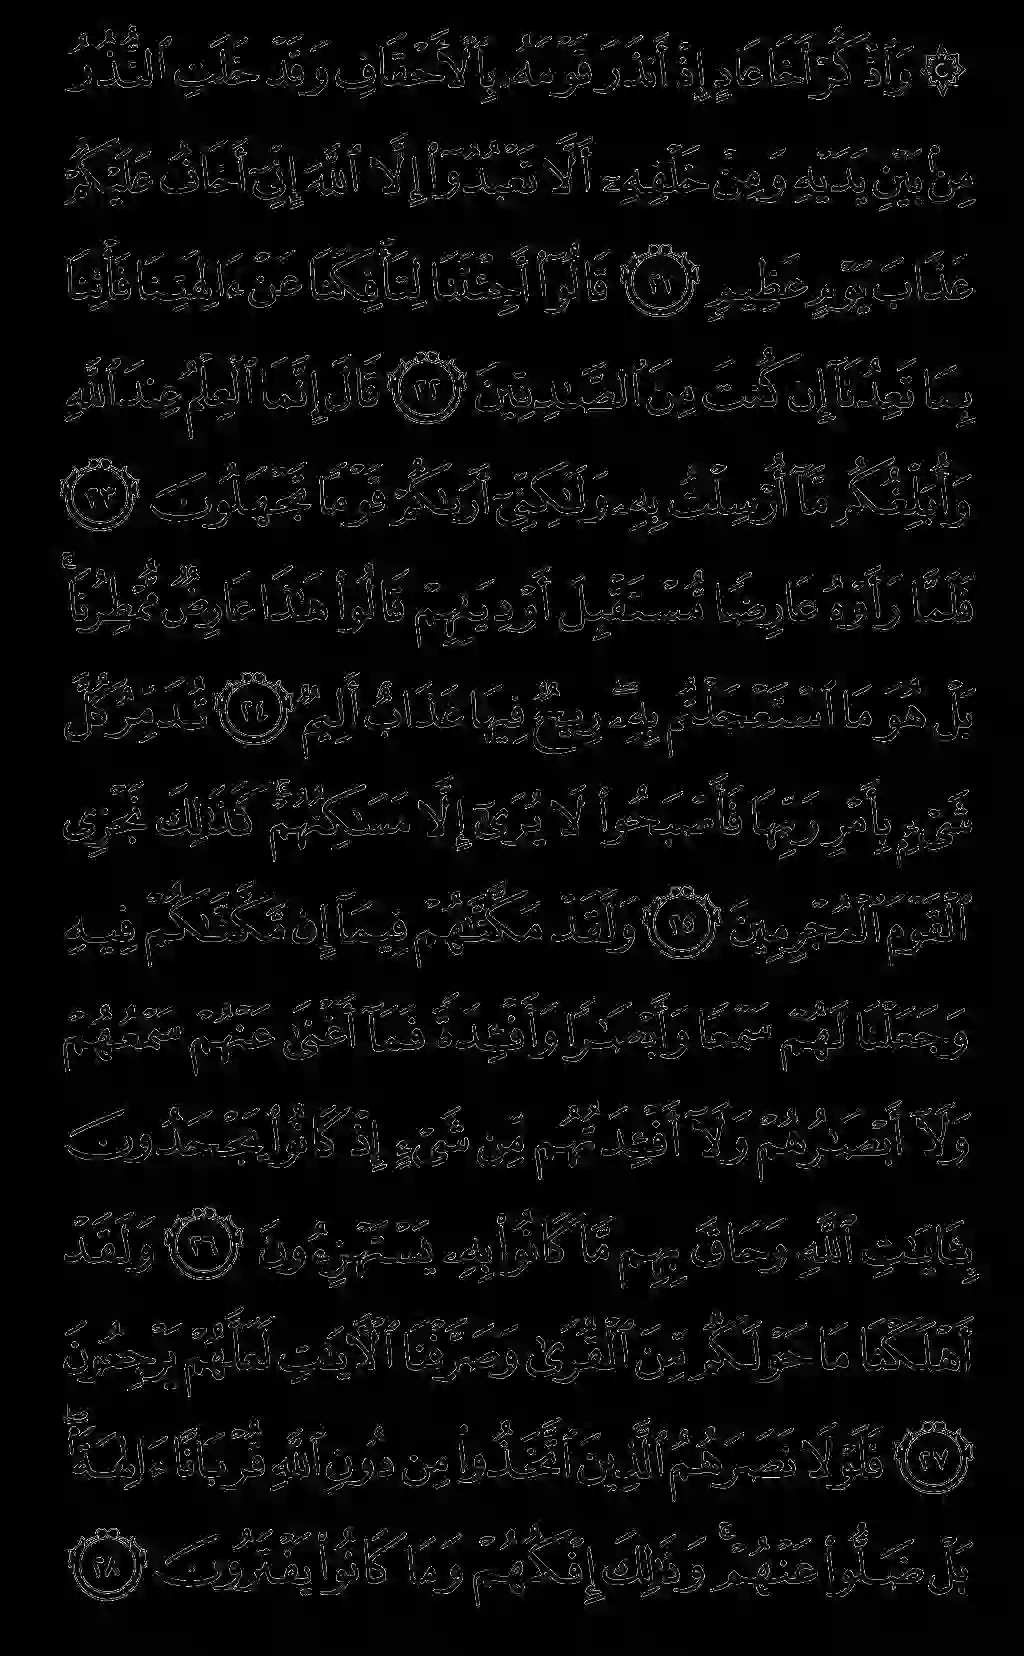 ۞ وَٱذْكُرْ أَخَا عَادٍ إِذْ أَنذَرَ قَوْمَهُۥ بِٱلْأَحْقَافِ وَقَدْ خَلَتِ ٱلنُّذُرُ
مِنۢ بَيْنِ يَدَيْهِ وَمِنْ خَلْفِهِۦٓ أَلَّا تَعْبُدُوٓا۟ إِلَّا ٱللَّهَ إِنِّىٓ أَخَافُ عَلَيْكُمْ
عَذَابَ يَوْمٍ عَظِيمٍ ٢١ قَالُوٓا۟ أَجِئْتَنَا لِتَأْفِكَنَا عَنْ ءَالِهَتِنَا فَأْتِنَا
بِمَا تَعِدُنَآ إِن كُنتَ مِنَ ٱلصَّـٰدِقِينَ ٢٢ قَالَ إِنَّمَا ٱلْعِلْمُ عِندَ ٱللَّهِ
وَأُبَلِّغُكُم مَّآ أُرْسِلْتُ بِهِۦ وَلَـٰكِنِّىٓ أَرَىٰكُمْ قَوْمًا تَجْهَلُونَ ٢٣
فَلَمَّا رَأَوْهُ عَارِضًا مُّسْتَقْبِلَ أَوْدِيَتِهِمْ قَالُوا۟ هَـٰذَا عَارِضٌ مُّمْطِرُنَا ۚ
بَلْ هُوَ مَا ٱسْتَعْجَلْتُم بِهِۦ ۖ رِيحٌ فِيهَا عَذَابٌ أَلِيمٌ ٢٤ تُدَمِّرُ كُلَّ
شَىْءٍۭ بِأَمْرِ رَبِّهَا فَأَصْبَحُوا۟ لَا يُرَىٰٓ إِلَّا مَسَـٰكِنُهُمْ ۚ كَذَٰلِكَ نَجْزِى
ٱلْقَوْمَ ٱلْمُجْرِمِينَ ٢٥ وَلَقَدْ مَكَّنَّـٰهُمْ فِيمَآ إِن مَّكَّنَّـٰكُمْ فِيهِ
وَجَعَلْنَا لَهُمْ سَمْعًا وَأَبْصَـٰرًا وَأَفْـِٔدَةً فَمَآ أَغْنَىٰ عَنْهُمْ سَمْعُهُمْ
وَلَآ أَبْصَـٰرُهُمْ وَلَآ أَفْـِٔدَتُهُم مِّن شَىْءٍ إِذْ كَانُوا۟ يَجْحَدُونَ
بِـَٔايَـٰتِ ٱللَّهِ وَحَاقَ بِهِم مَّا كَانُوا۟ بِهِۦ يَسْتَهْزِءُونَ ٢٦ وَلَقَدْ
أَهْلَكْنَا مَا حَوْلَكُم مِّنَ ٱلْقُرَىٰ وَصَرَّفْنَا ٱلْـَٔايَـٰتِ لَعَلَّهُمْ يَرْجِعُونَ
٢٧ فَلَوْلَا نَصَرَهُمُ ٱلَّذِينَ ٱتَّخَذُوا۟ مِن دُونِ ٱللَّهِ قُرْبَانًا ءَالِهَةًۢ ۖ
بَلْ ضَلُّوا۟ عَنْهُمْ ۚ وَذَٰلِكَ إِفْكُهُمْ وَمَا كَانُوا۟ يَفْتَرُونَ ٢٨